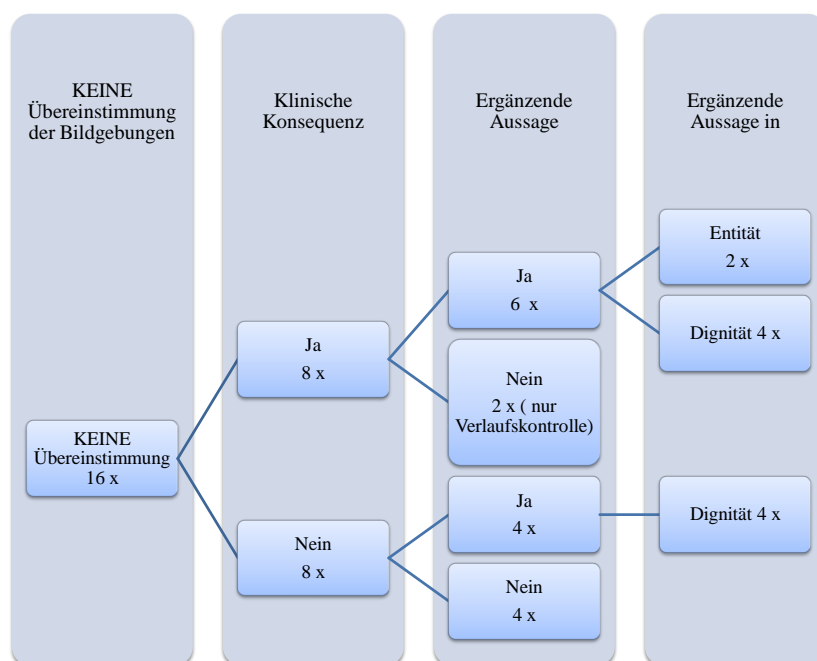 KEINE
Übereinstimmung
der Bildgebungen
Klinische
Konsequenz
Ergänzende
Aussage
Ergänzende
Aussage in
KEINE
Übereinstimmung
16 x
Ja
8 x
Ja
6 x
Entität
2 x
Dignität 4 x
Nein
2 x ( nur
Verlaufskontrolle)
Nein
8 x
Ja
4 x
Dignität 4 x
Nein
4 x